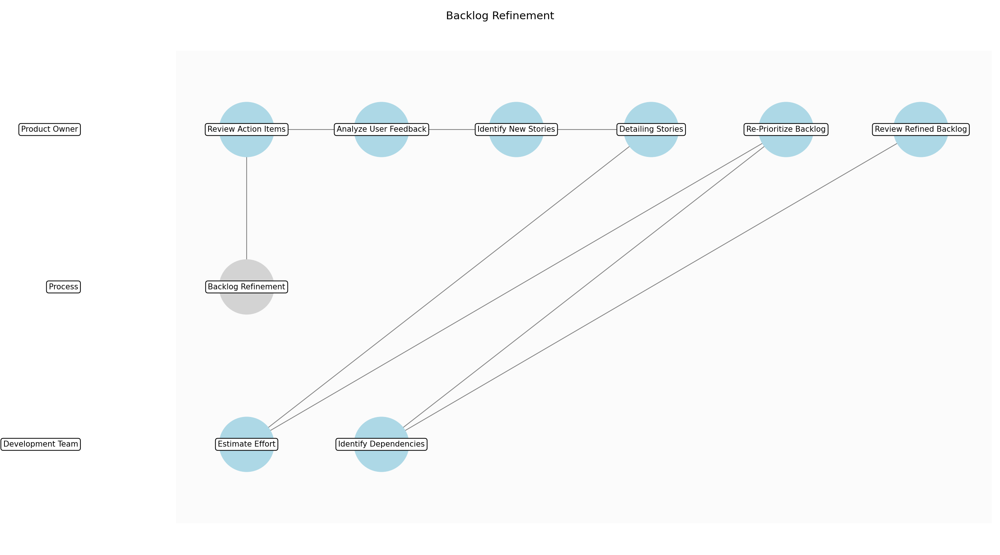 Backlog Refinement
Product Owner
Review Action Items
Analyze User Feedback
Identify New Stories
Detailing Stories
Re-Prioritize Backlog
Review Refined Backlog
Process
Backlog Refinement
Development Team
Estimate Effort
Identify Dependencies